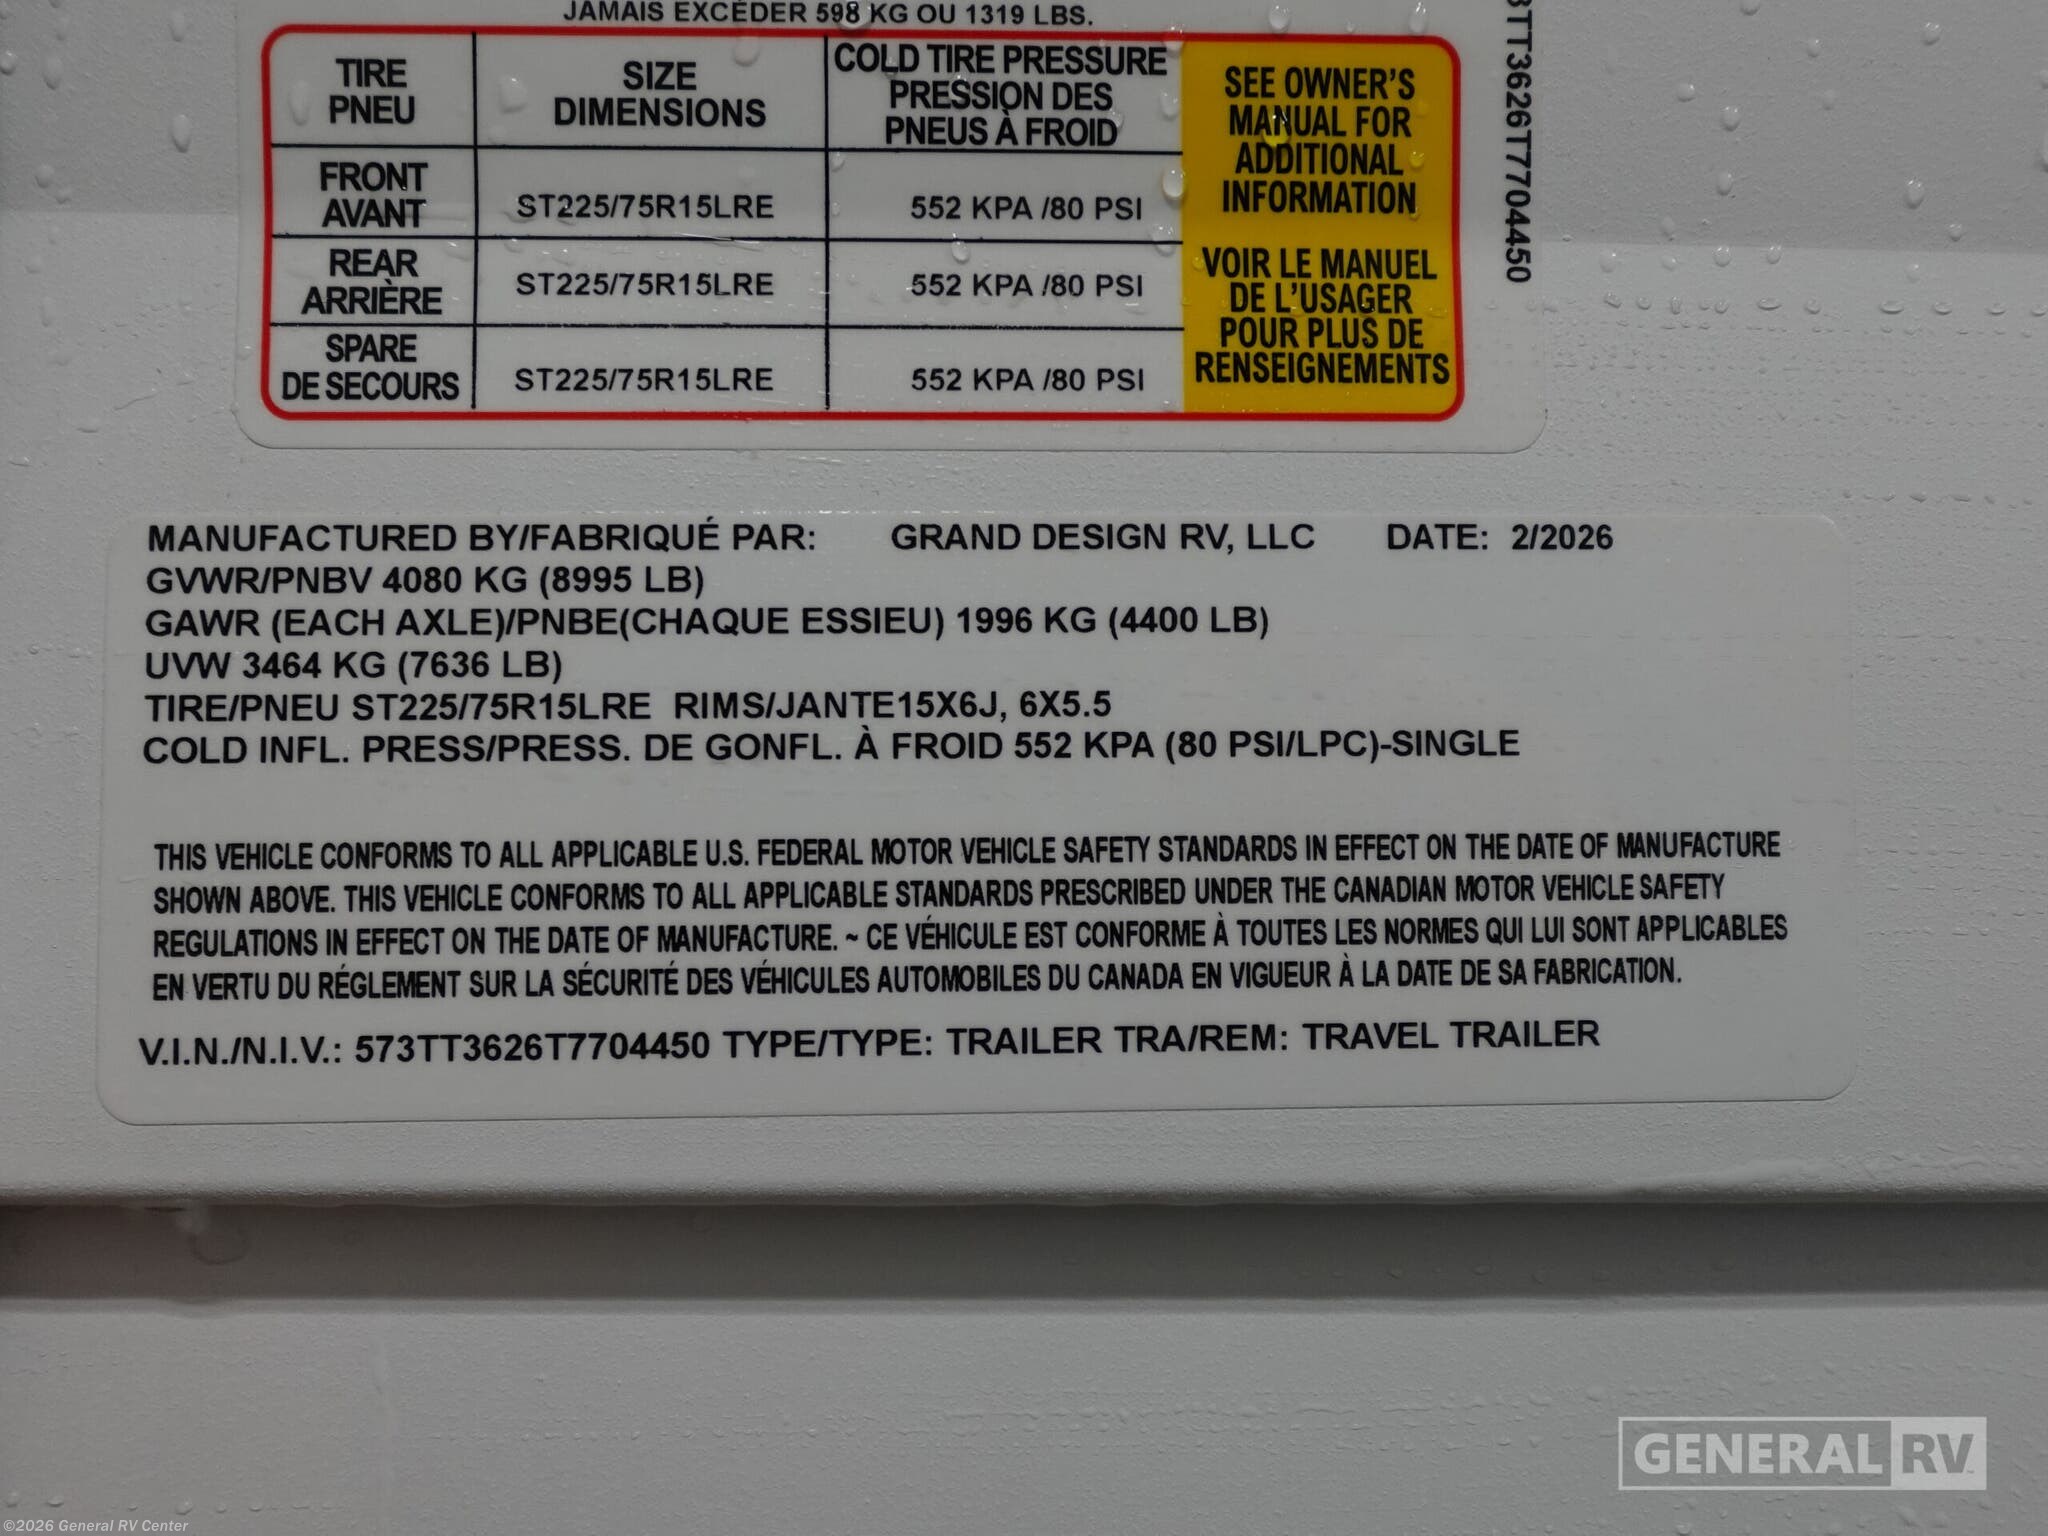 JAMAIS EXCÉDER 598 KG OU 1319 LBS.
TIRE
PNEU
SIZE
DIMENSIONS
COLD TIRE PRESSURE
PRESSION DES
PNEUS À FROID
FRONT
AVANT
ST225/75R15LRE
552 KPA /80 PSI
REAR
ARRIÈRE
ST225/75R15LRE
552 KPA /80 PSI
SPARE
DE SECOURS
ST225/75R15LRE
552 KPA /80 PSI
SEE OWNER'S
MANUAL FOR
ADDITIONAL
INFORMATION
VOIR LE MANUEL
DE L'USAGER
POUR PLUS DE
RENSEIGNEMENTS
3TT3626T7704450
MANUFACTURED BY/FABRIQUÉ PAR: GRAND DESIGN RV, LLC DATE: 2/2026
GVWR/PNBV 4080 KG (8995 LB)
GAWR (EACH AXLE)/PNBE(CHAQUE ESSIEU) 1996 KG (4400 LB)
UVW 3464 KG (7636 LB)
TIRE/PNEU ST225/75R15LRE RIMS/JANTE15X6J, 6X5.5
COLD INFL. PRESS/PRESS. DE GONFL. À FROID 552 KPA (80 PSI/LPC)-SINGLE
THIS VEHICLE CONFORMS TO ALL APPLICABLE U.S. FEDERAL MOTOR VEHICLE SAFETY STANDARDS IN EFFECT ON THE DATE OF MANUFACTURE
SHOWN ABOVE. THIS VEHICLE CONFORMS TO ALL APPLICABLE STANDARDS PRESCRIBED UNDER THE CANADIAN MOTOR VEHICLE SAFETY
REGULATIONS IN EFFECT ON THE DATE OF MANUFACTURE. ~ CE VÉHICULE EST CONFORME À TOUTES LES NORMES QUI LUI SONT APPLICABLES
EN VERTU DU RÉGLEMENT SUR LA SÉCURITÉ DES VÉHICULES AUTOMOBILES DU CANADA EN VIGUEUR À LA DATE DE SA FABRICATION.
V.I.N./N.I.V.: 573TT3626T7704450 TYPE/TYPE: TRAILER TRA/REM: TRAVEL TRAILER
GENERAL RV
©2026 General RV Center